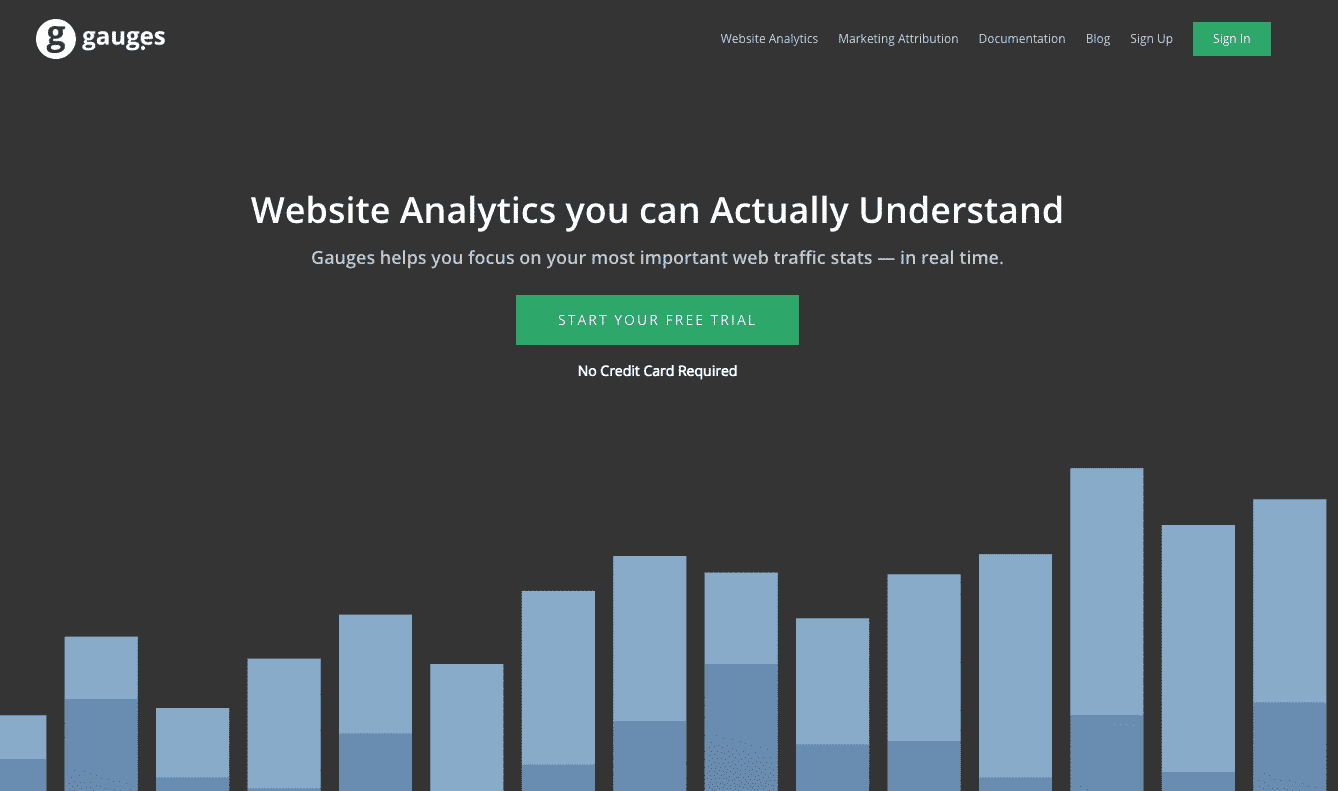 g gauges
Website Analytics Marketing Attribution Documentation Blog Sign Up Sign In
Website Analytics you can Actually Understand
Gauges helps you focus on your most important web traffic stats — in real time.
START YOUR FREE TRIAL
No Credit Card Required